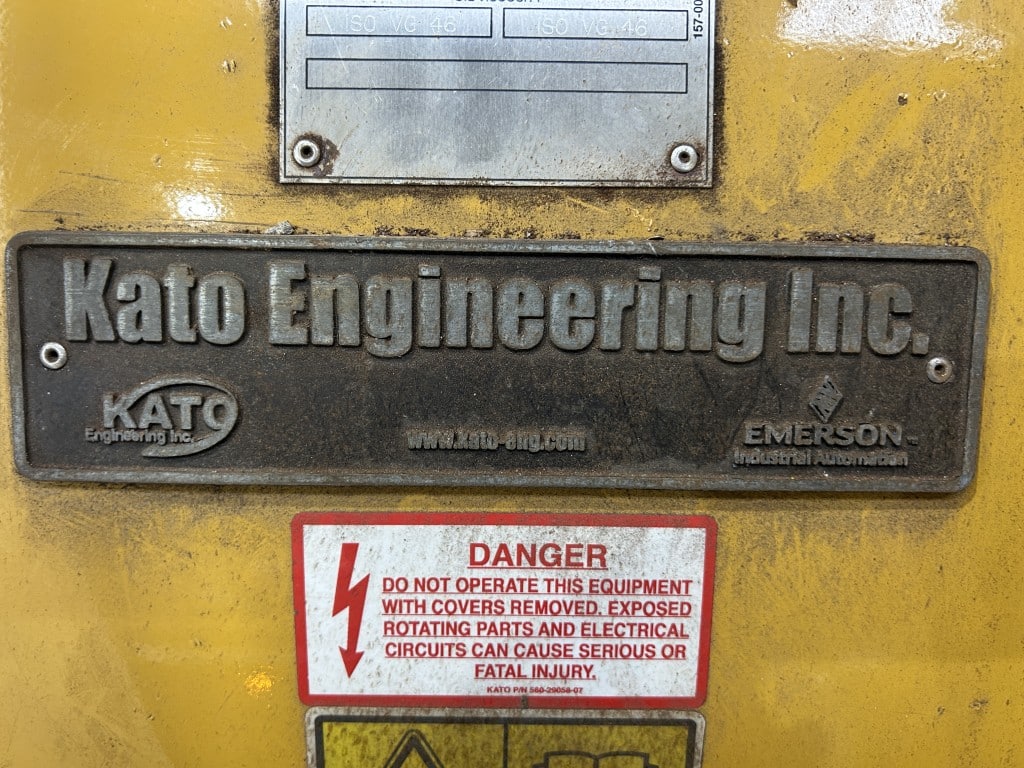 ISO VG 46 ISO VG 46
157-00
Kato Engineering Inc.
KATO
Engineering Inc.
www.kato-eng.com
EMERSON™
Industrial Automation
DANGER
DO NOT OPERATE THIS EQUIPMENT
WITH COVERS REMOVED. EXPOSED
ROTATING PARTS AND ELECTRICAL
CIRCUITS CAN CAUSE SERIOUS OR
FATAL INJURY.
KATO P/N 560-29058-07